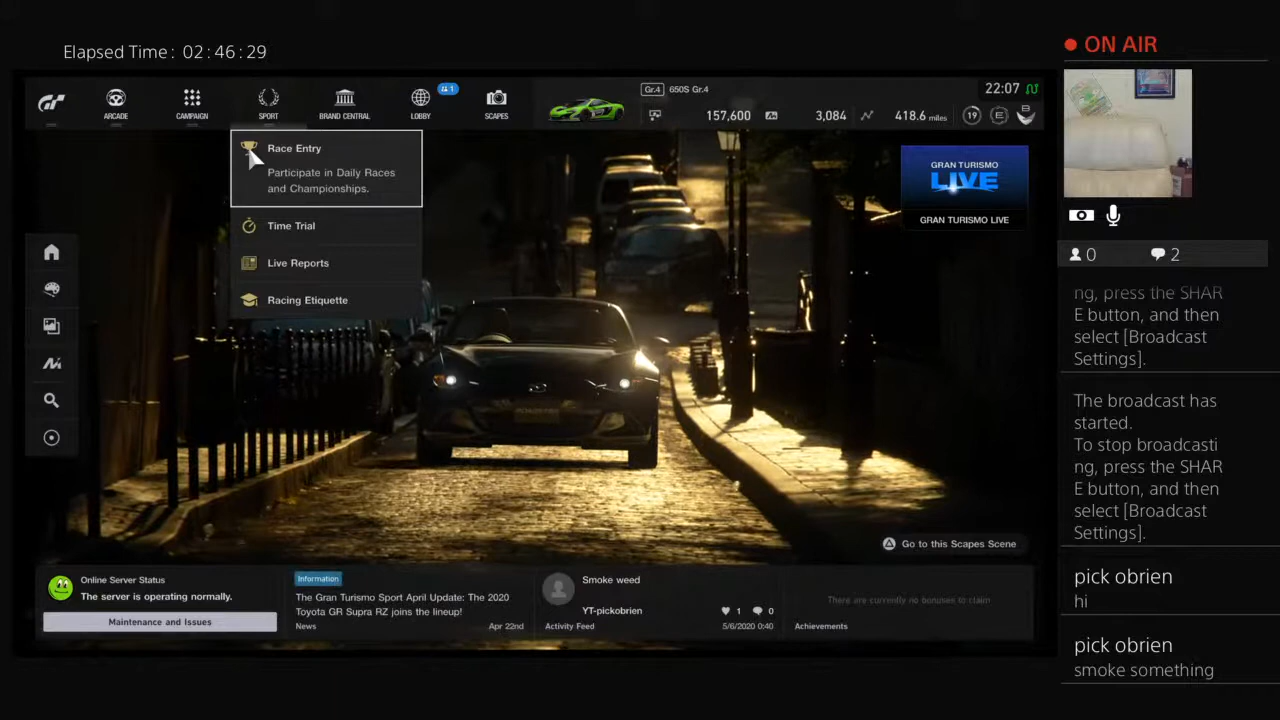 Elapsed Time: 02:46:29
ON AIR
ARCADE
CAMPAIGN
SPORT
BRAND CENTRAL
LOBBY
1
SCAPES
Gr.4 650S Gr.4
22:07
157,600
3,084
418.6 miles
19
E
B
Race Entry
Participate in Daily Races
and Championships.
Time Trial
Live Reports
Racing Etiquette
GRAN TURISMO
LIVE
GRAN TURISMO LIVE
Go to this Scapes Scene
Online Server Status
The server is operating normally.
Maintenance and Issues
Information
The Gran Turismo Sport April Update: The 2020
Toyota GR Supra RZ joins the lineup!
News
Apr 22nd
Smoke weed
YT-pickobrien
1
0
Activity Feed
5/6/2020 0:40
There are currently no bonuses to claim
Achievements
0
2
ng, press the SHAR
E button, and then
select [Broadcast
Settings].
The broadcast has
started.
To stop broadcasti
ng, press the SHAR
E button, and then
select [Broadcast
Settings].
pick obrien
hi
pick obrien
smoke something